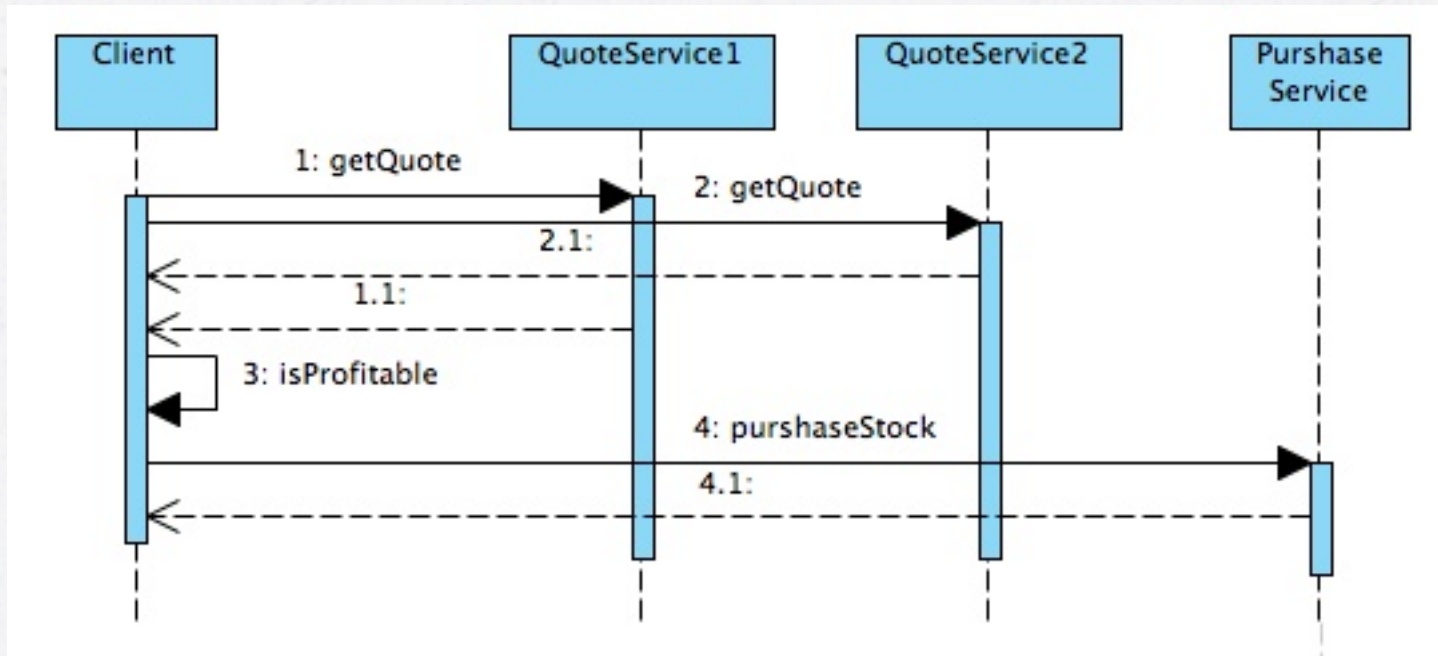 Client
QuoteService1
QuoteService2
Purshase
Service
1: getQuote
2: getQuote
2.1:
1.1:
3: isProfitable
4: purshaseStock
4.1: